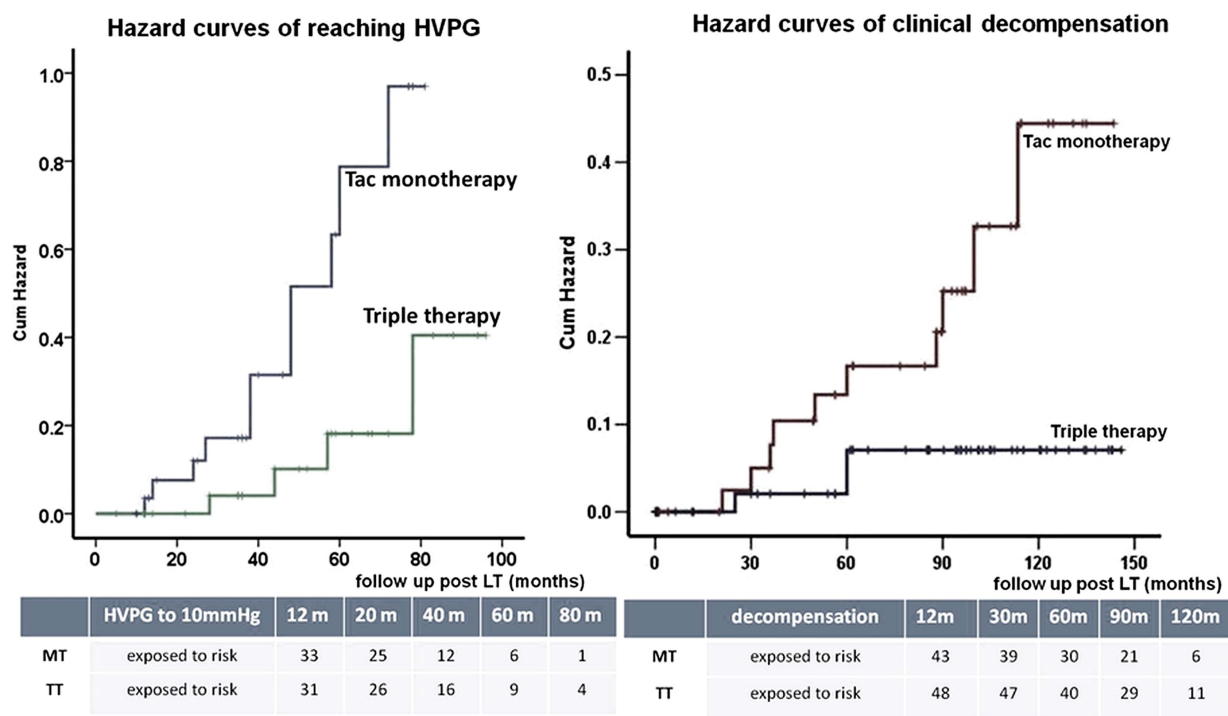 Hazard curves of reaching HVPG
1.0
0.8
0.6
0.4
0.2
0.0
Cum Hazard
Tac monotherapy
Triple therapy
0 20 40 60 80 100
follow up post LT (months)
HVPG to 10mmHg 12 m 20 m 40 m 60 m 80 m
MT exposed to risk 33 25 12 6 1
TT exposed to risk 31 26 16 9 4
Hazard curves of clinical decompensation
0.5
0.4
0.3
0.2
0.1
0.0
Cum Hazard
Tac monotherapy
Triple therapy
0 30 60 90 120 150
follow up post LT (months)
decompensation 12m 30m 60m 90m 120m
MT exposed to risk 43 39 30 21 6
TT exposed to risk 48 47 40 29 11